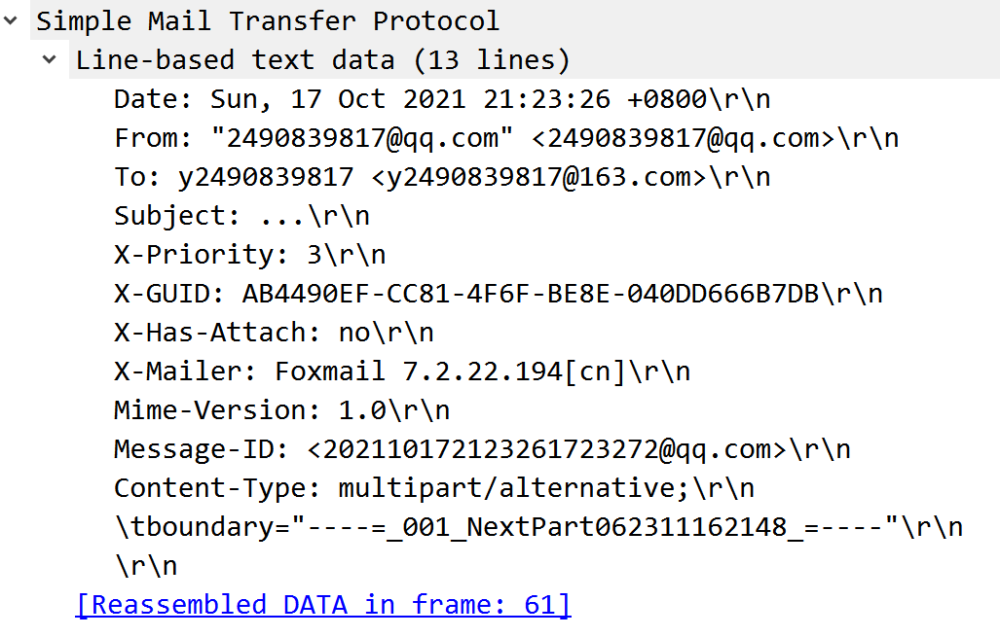 Simple Mail Transfer Protocol
Line-based text data (13 lines)
Date: Sun, 17 Oct 2021 21:23:26 +0800\r\n
From: "2490839817@qq.com" <2490839817@qq.com>\r\n
To: y2490839817 <y2490839817@163.com>\r\n
Subject: ...\r\n
X-Priority: 3\r\n
X-GUID: AB4490EF-CC81-4F6F-BE8E-040DD666B7DB\r\n
X-Has-Attach: no\r\n
X-Mailer: Foxmail 7.2.22.194[cn]\r\n
Mime-Version: 1.0\r\n
Message-ID: <202110172123261723272@qq.com>\r\n
Content-Type: multipart/alternative;\r\n
\tboundary="----=_001_NextPart062311162148_=----"\r\n
\r\n
[Reassembled DATA in frame: 61]